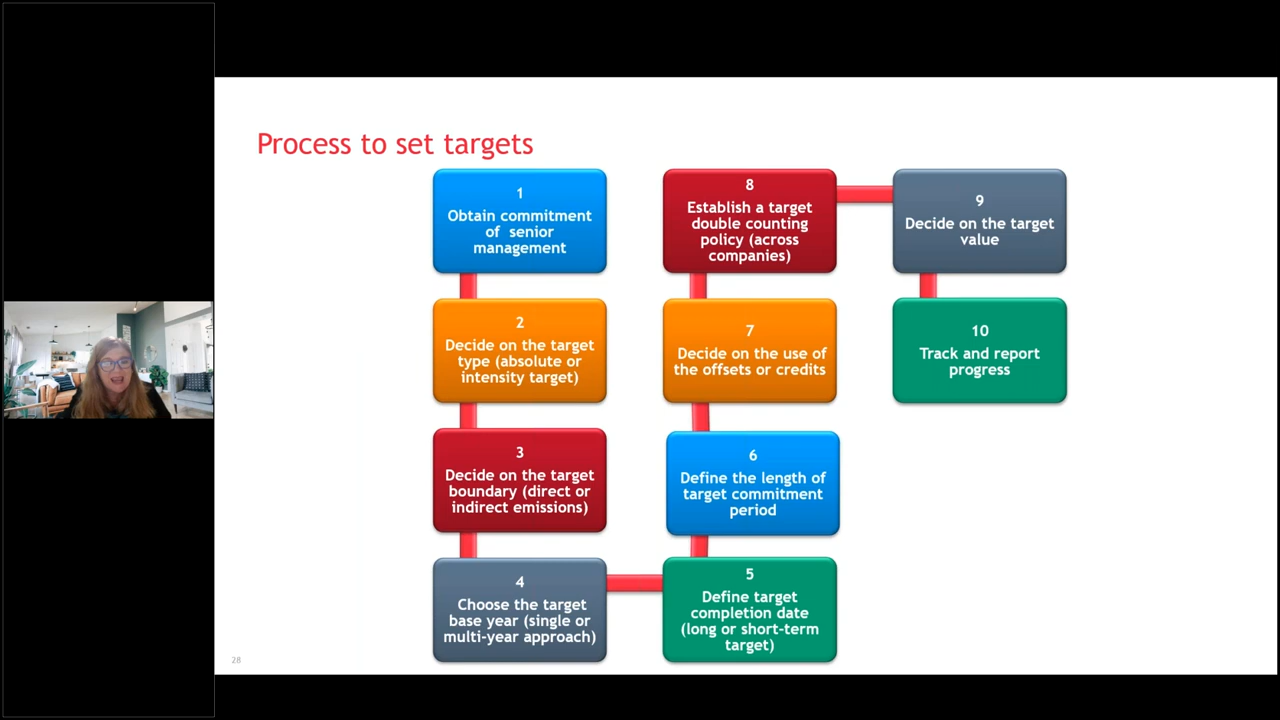 Process to set targets
1
Obtain commitment
of senior
management
2
Decide on the target
type (absolute or
intensity target)
3
Decide on the target
boundary (direct or
indirect emissions)
4
Choose the target
base year (single or
multi-year approach)
5
Define target
completion date
(long or short-term
target)
6
Define the length of
target commitment
period
7
Decide on the use of
the offsets or credits
8
Establish a target
double counting
policy (across
companies)
9
Decide on the target
value
10
Track and report
progress
28